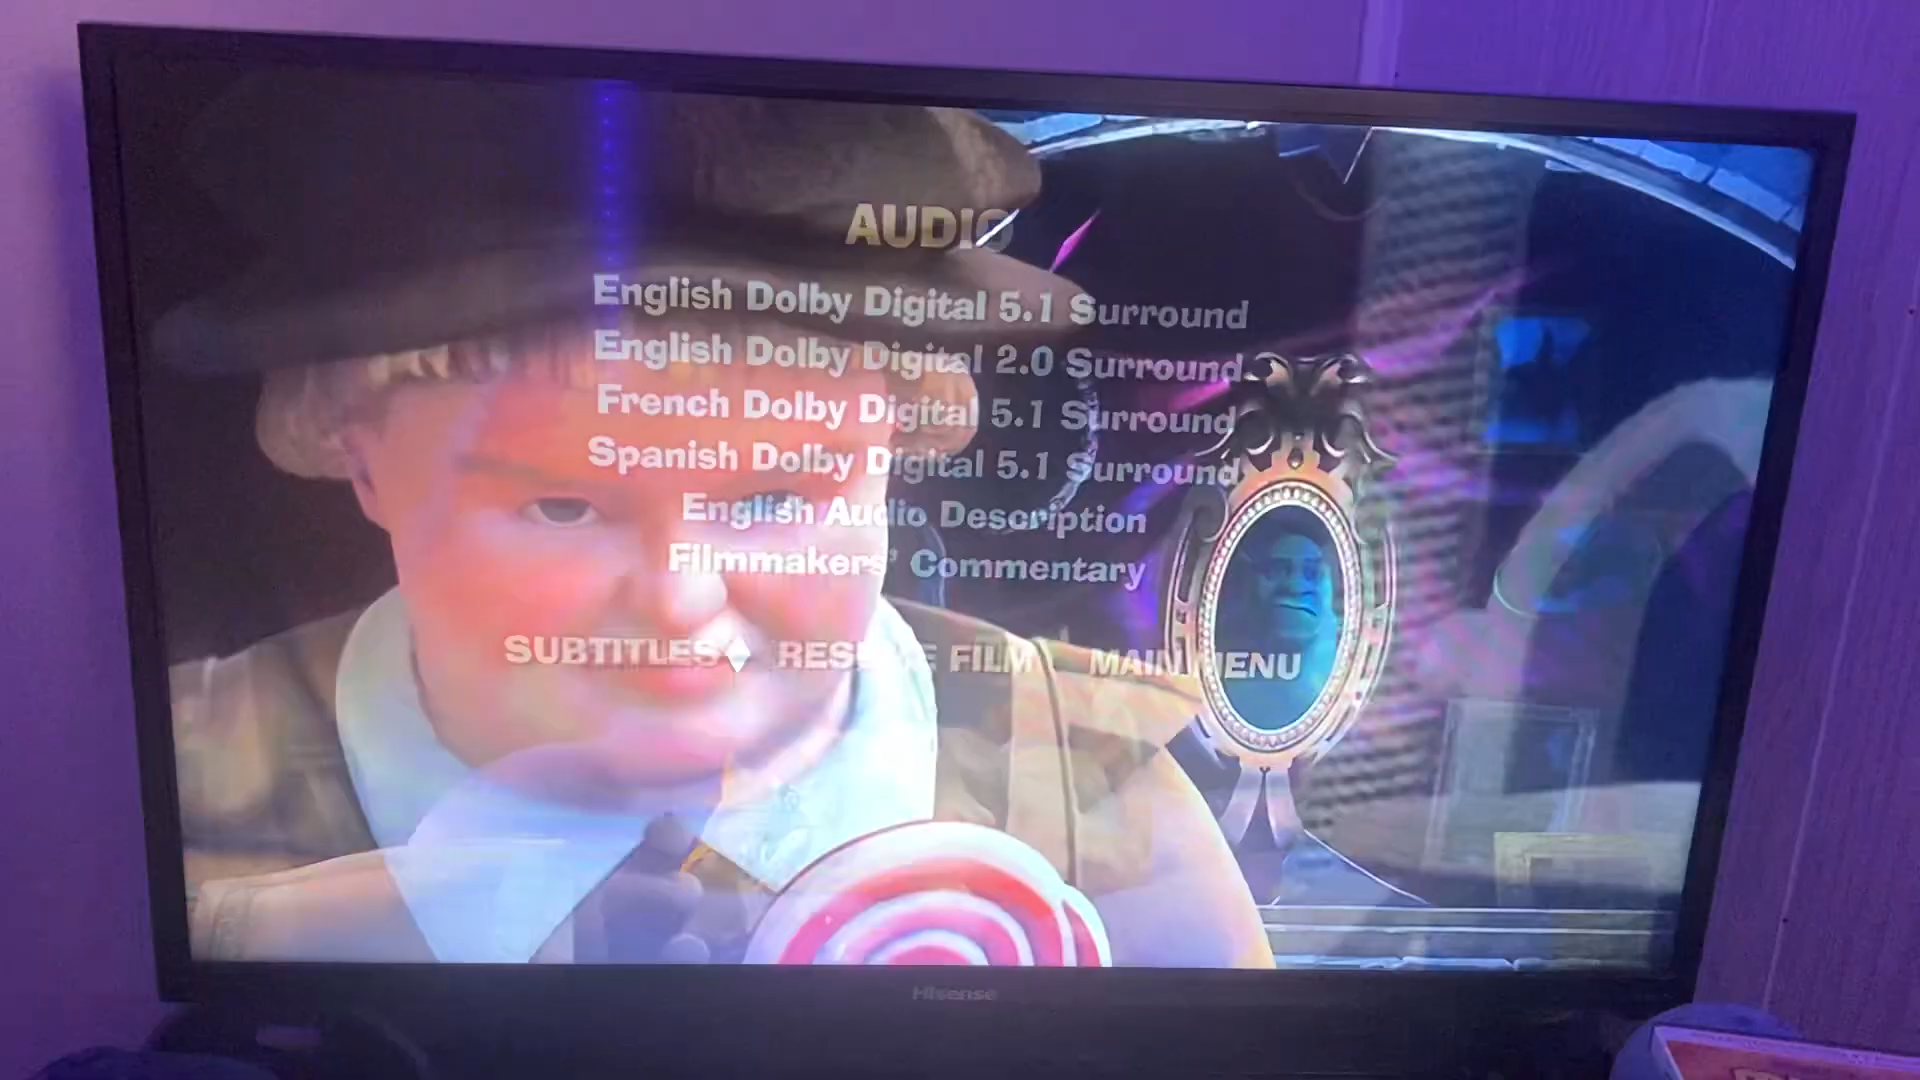 AUDIO
English Dolby Digital 5.1 Surround
English Dolby Digital 2.0 Surround
French Dolby Digital 5.1 Surround
Spanish Dolby Digital 5.1 Surround
English Audio Description
Filmmakers' Commentary
SUBTITLES FILM MAIN MENU
Hisense